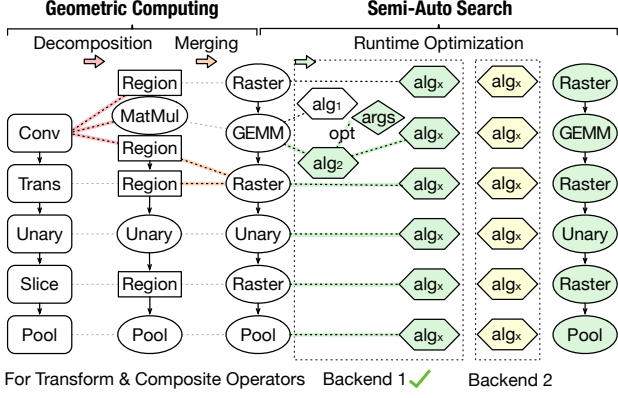 Geometric Computing Semi-Auto Search
Decomposition Merging Runtime Optimization
Region Raster algx algx Raster
MatMul alg1 args
Conv GEMM opt algx algx GEMM
Region alg2
Trans Region Raster algx algx Raster
Unary Unary Unary algx algx Unary
Slice Region Raster algx algx Raster
Pool Pool Pool algx algx Pool
For Transform & Composite Operators Backend 1 Backend 2